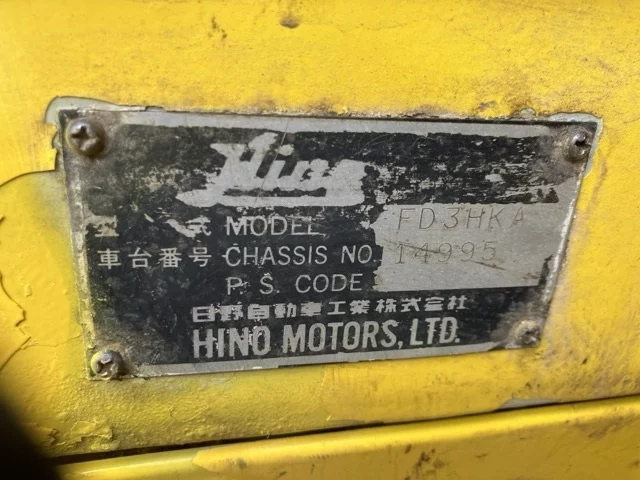 Hino
式 MODEL FD3HKA
車台番号 CHASSIS NO. 14995
P. S. CODE
日野自動車工業株式会社
HINO MOTORS, LTD.